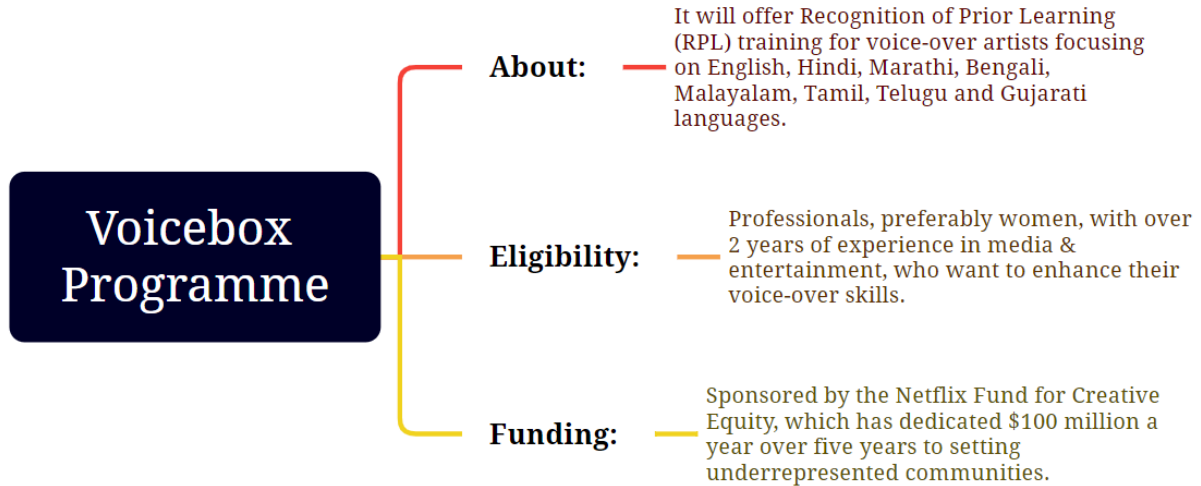 Voicebox
Programme
About:
It will offer Recognition of Prior Learning
(RPL) training for voice-over artists focusing
on English, Hindi, Marathi, Bengali,
Malayalam, Tamil, Telugu and Gujarati
languages.
Eligibility:
Professionals, preferably women, with over
2 years of experience in media &
entertainment, who want to enhance their
voice-over skills.
Funding:
Sponsored by the Netflix Fund for Creative
Equity, which has dedicated $100 million a
year over five years to setting
underrepresented communities.